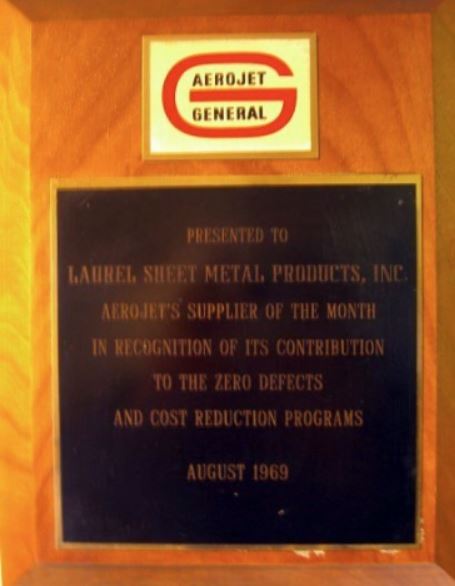 AEROJET
GENERAL
PRESENTED TO
LAUREL SHEET METAL PRODUCTS, INC.
AEROJET'S SUPPLIER OF THE MONTH
IN RECOGNITION OF ITS CONTRIBUTION
TO THE ZERO DEFECTS
AND COST REDUCTION PROGRAMS
AUGUST 1969